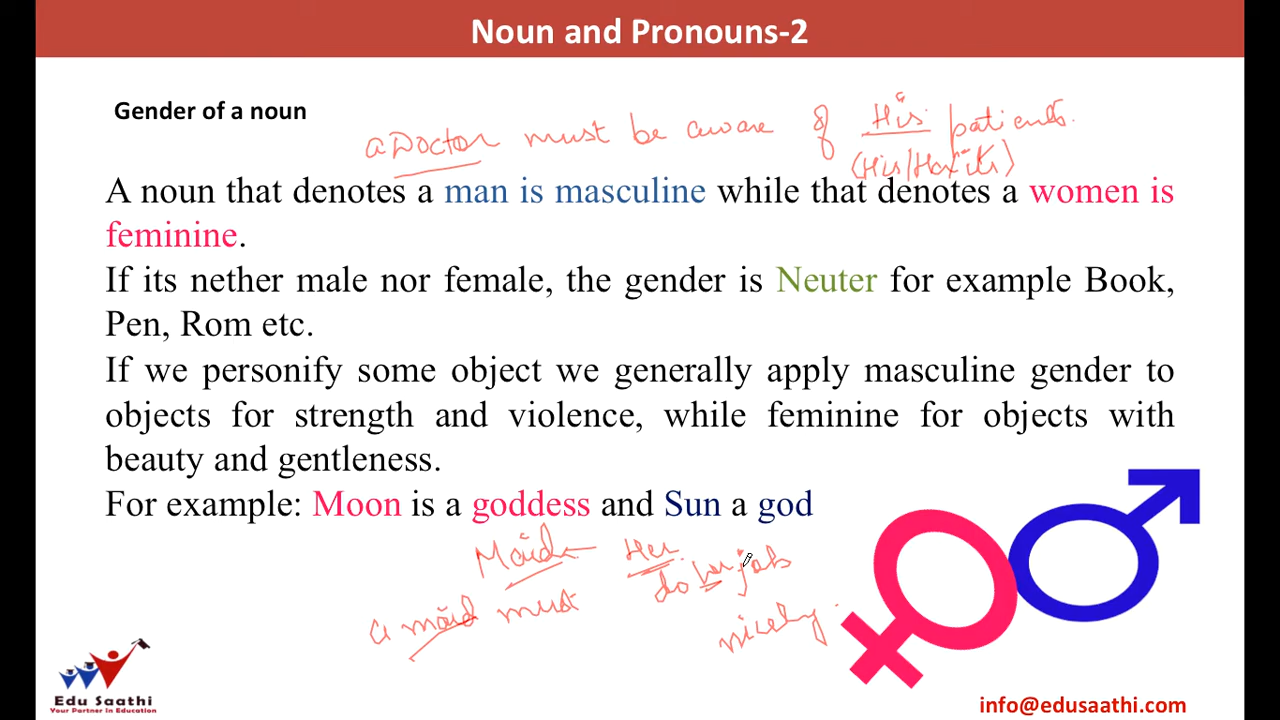 Noun and Pronouns-2
Gender of a noun
a Doctor must be aware of His patients.
(His/Her/its)
A noun that denotes a man is masculine while that denotes a women is
feminine.
If its nether male nor female, the gender is Neuter for example Book,
Pen, Rom etc.
If we personify some object we generally apply masculine gender to
objects for strength and violence, while feminine for objects with
beauty and gentleness.
For example: Moon is a goddess and Sun a god
Maid Her
a maid must do her job
nicely.
Edu Saathi
Your Partner in Education
info@edusaathi.com